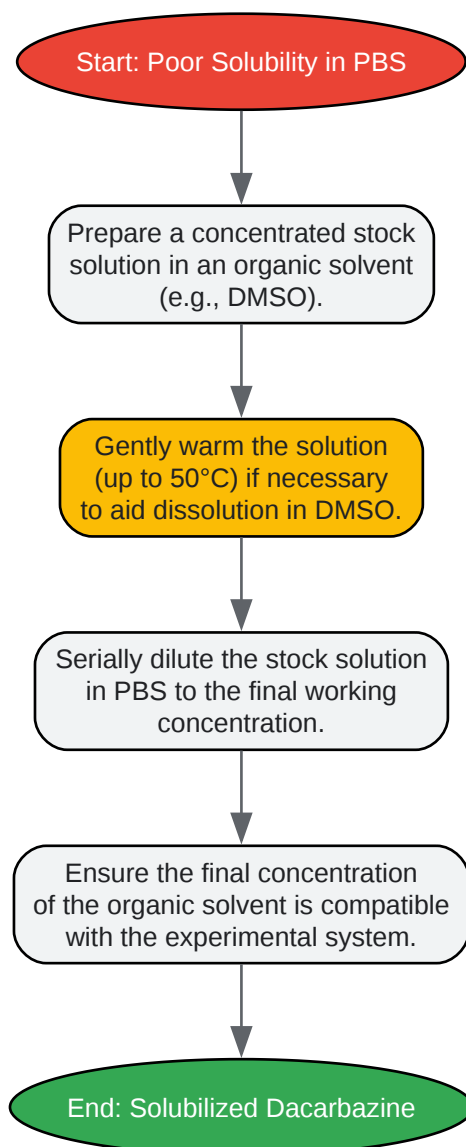 Start: Poor Solubility in PBS
Prepare a concentrated stock
solution in an organic solvent
(e.g., DMSO).
Gently warm the solution
(up to 50°C) if necessary
to aid dissolution in DMSO.
Serially dilute the stock solution
in PBS to the final working
concentration.
Ensure the final concentration
of the organic solvent is compatible
with the experimental system.
End: Solubilized Dacarbazine